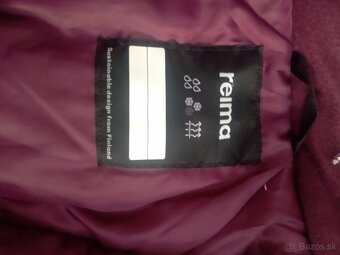 reima
Sustainable design from Finland
Bazos.sk